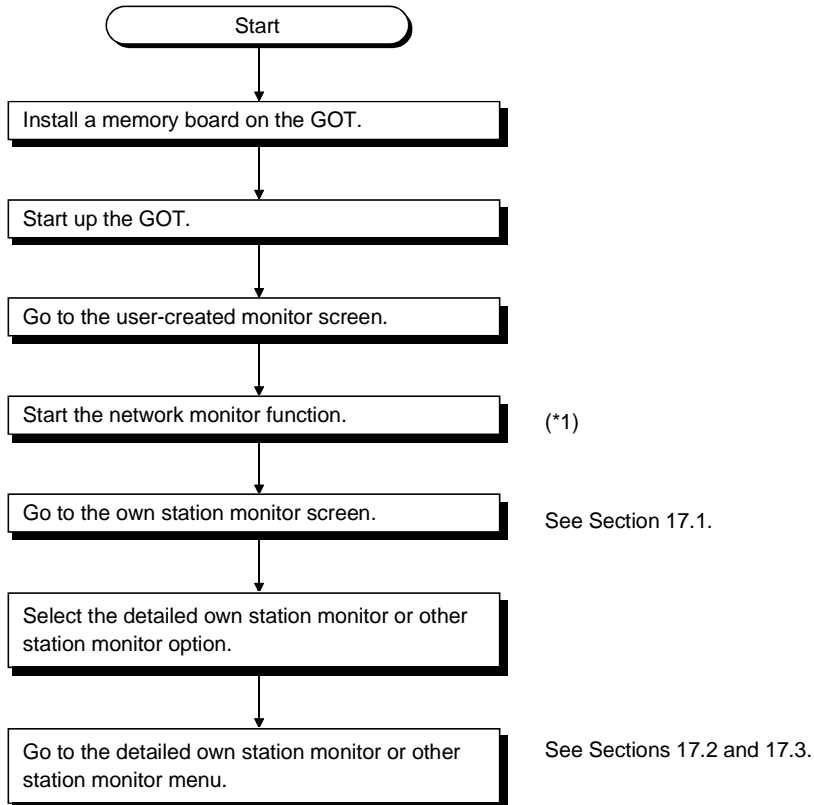 Start
Install a memory board on the GOT.
Start up the GOT.
Go to the user-created monitor screen.
Start the network monitor function.
(*1)
Go to the own station monitor screen.
See Section 17.1.
Select the detailed own station monitor or other
station monitor option.
Go to the detailed own station monitor or other
station monitor menu.
See Sections 17.2 and 17.3.